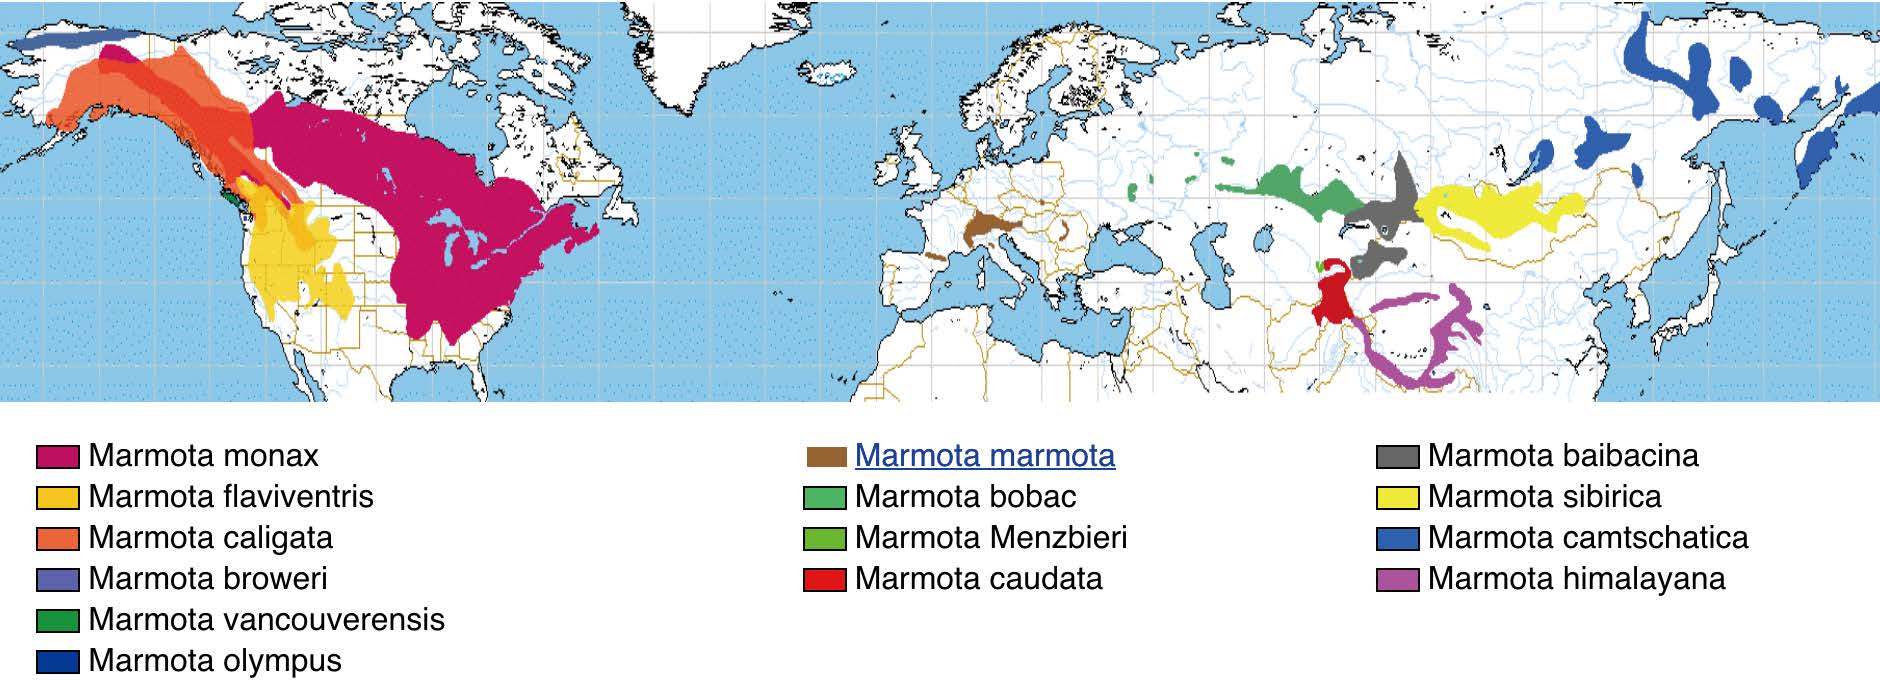 Marmota monax
Marmota flaviventris
Marmota caligata
Marmota broweri
Marmota vancouverensis
Marmota olympus
Marmota marmota
Marmota bobac
Marmota Menzbieri
Marmota caudata
Marmota baibacina
Marmota sibirica
Marmota camtschatica
Marmota himalayana